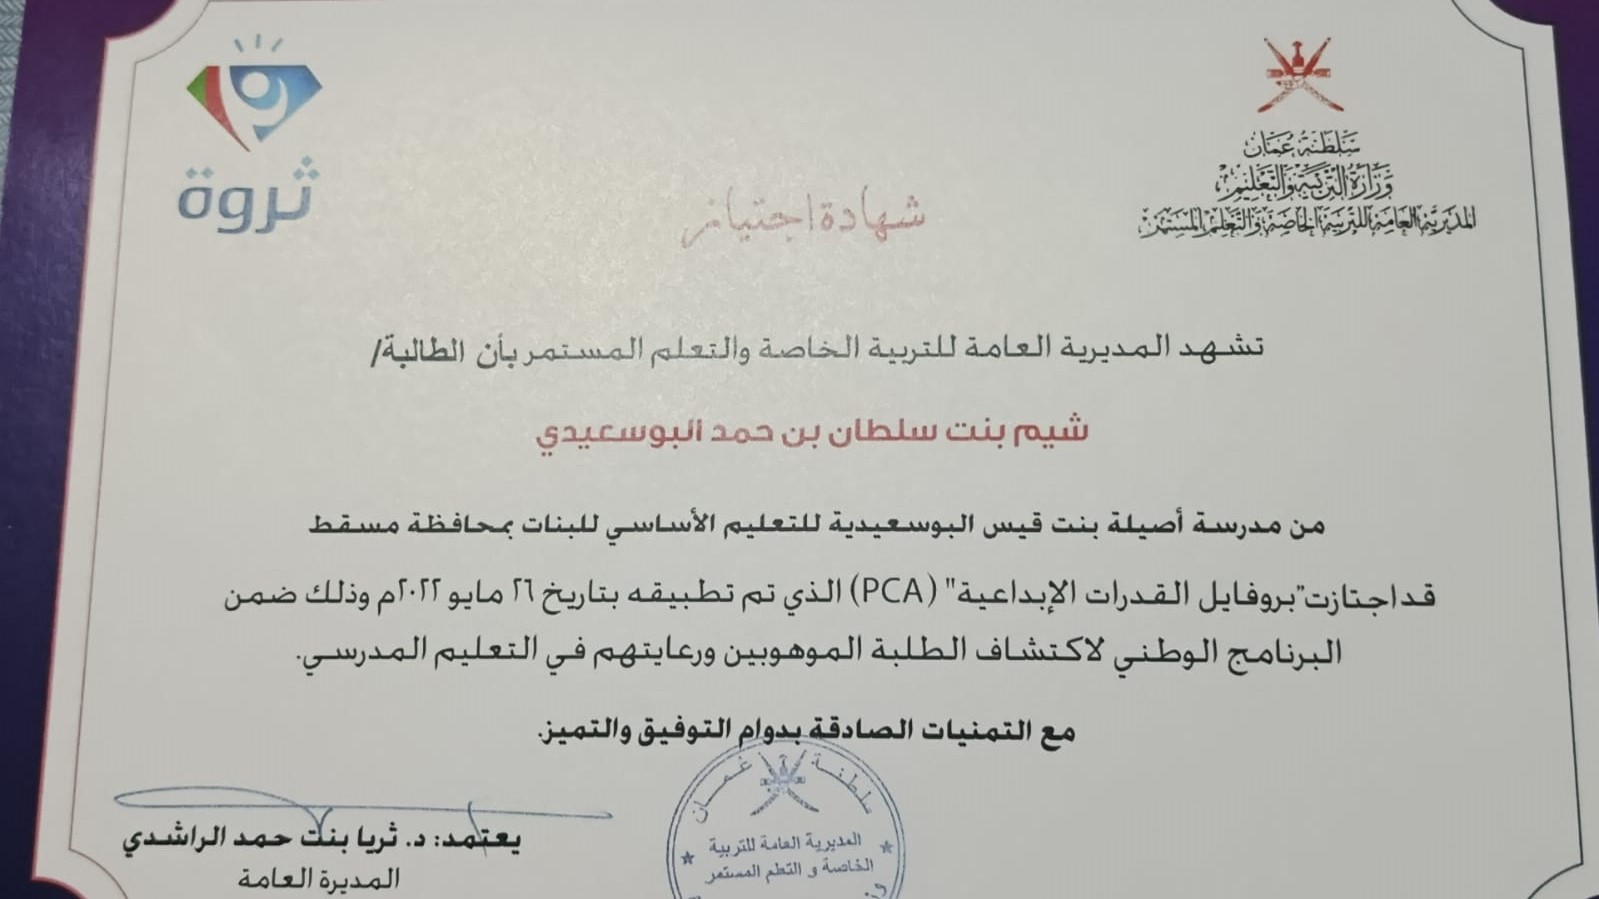 ثروة
سلطنة عمان
وزارة التربية والتعليم
المديرية العامة للتربية الخاصة والتعلم المستمر
شهادة اجتياز
تشهد المديرية العامة للتربية الخاصة والتعلم المستمر بأن الطالبة/
شيم بنت سلطان بن حمد البوسعيدي
من مدرسة أصيلة بنت قيس البوسعيدية للتعليم الأساسي للبنات بمحافظة مسقط
قد اجتازت"بروفايل القدرات الإبداعية" (PCA) الذي تم تطبيقه بتاريخ ٢٦ مايو ٢٠٢٢م وذلك ضمن
البرنامج الوطني لاكتشاف الطلبة الموهوبين ورعايتهم في التعليم المدرسي.
مع التمنيات الصادقة بدوام التوفيق والتميز.
سلطنة عمان
المديرية العامة للتربية
الخاصة و التعلم المستمر
يعتمد: د. ثريا بنت حمد الراشدي
المديرة العامة